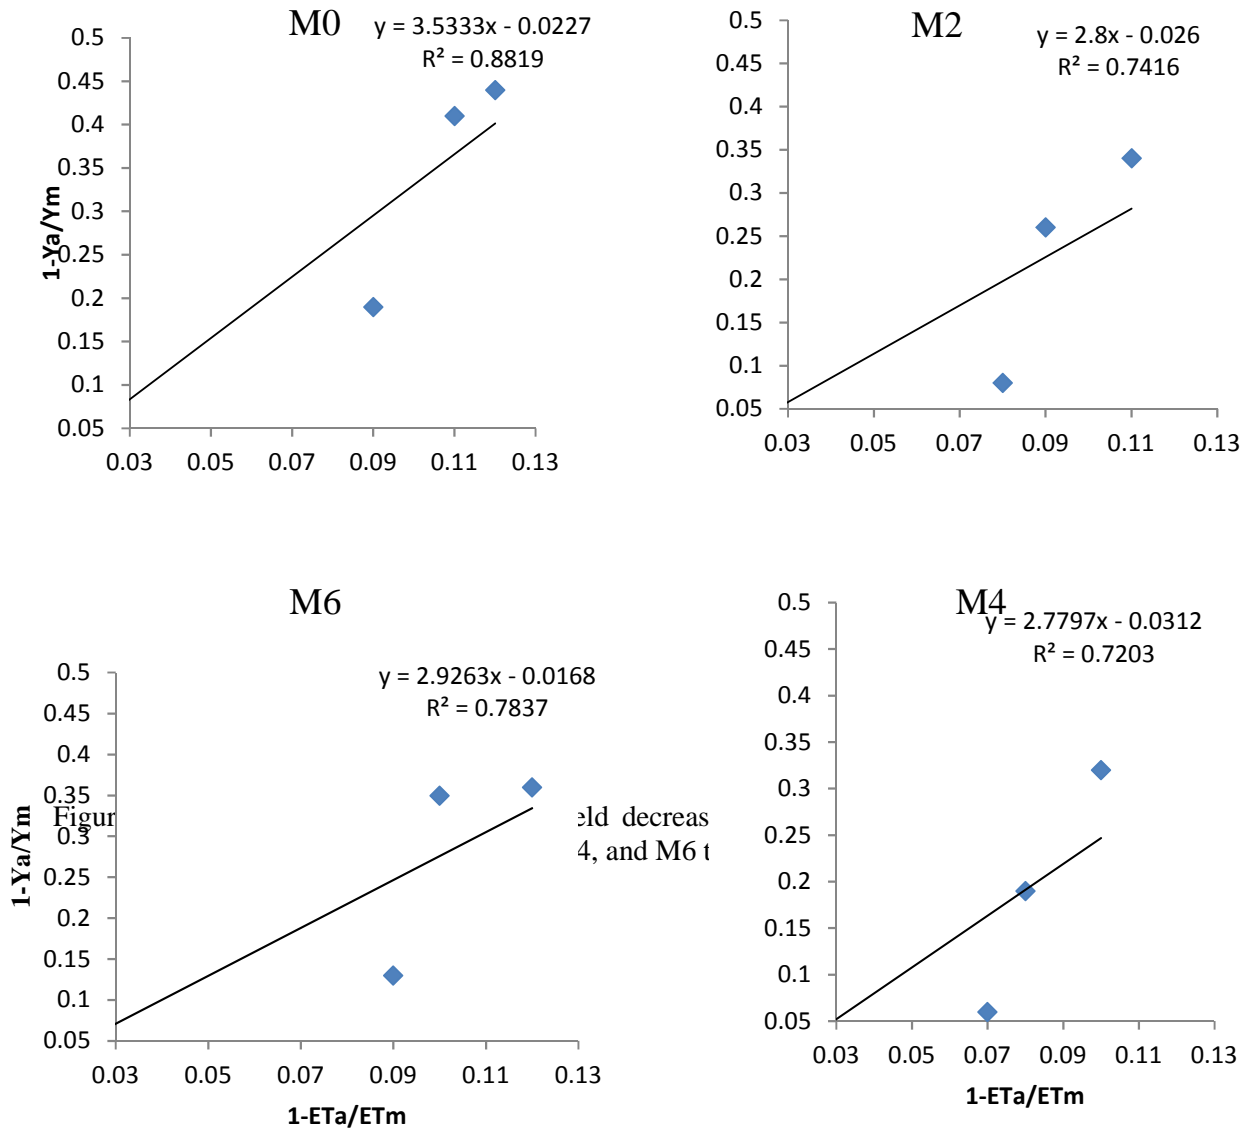 M0
y = 3.5333x - 0.0227
R² = 0.8819
0.5
0.45
0.4
0.35
0.3
0.25
0.2
0.15
0.1
0.05
1-Ya/Ym
0.03 0.05 0.07 0.09 0.11 0.13
M2
y = 2.8x - 0.026
R² = 0.7416
0.5
0.45
0.4
0.35
0.3
0.25
0.2
0.15
0.1
0.05
0.03 0.05 0.07 0.09 0.11 0.13
M6
y = 2.9263x - 0.0168
R² = 0.7837
0.5
0.45
0.4
0.35
0.3
0.25
0.2
0.15
0.1
0.05
1-Ya/Ym
0.03 0.05 0.07 0.09 0.11 0.13
1-ETa/ETm
Figur eld decreas
4, and M6 t
M4
y = 2.7797x - 0.0312
R² = 0.7203
0.5
0.45
0.4
0.35
0.3
0.25
0.2
0.15
0.1
0.05
0.03 0.05 0.07 0.09 0.11 0.13
1-ETa/ETm